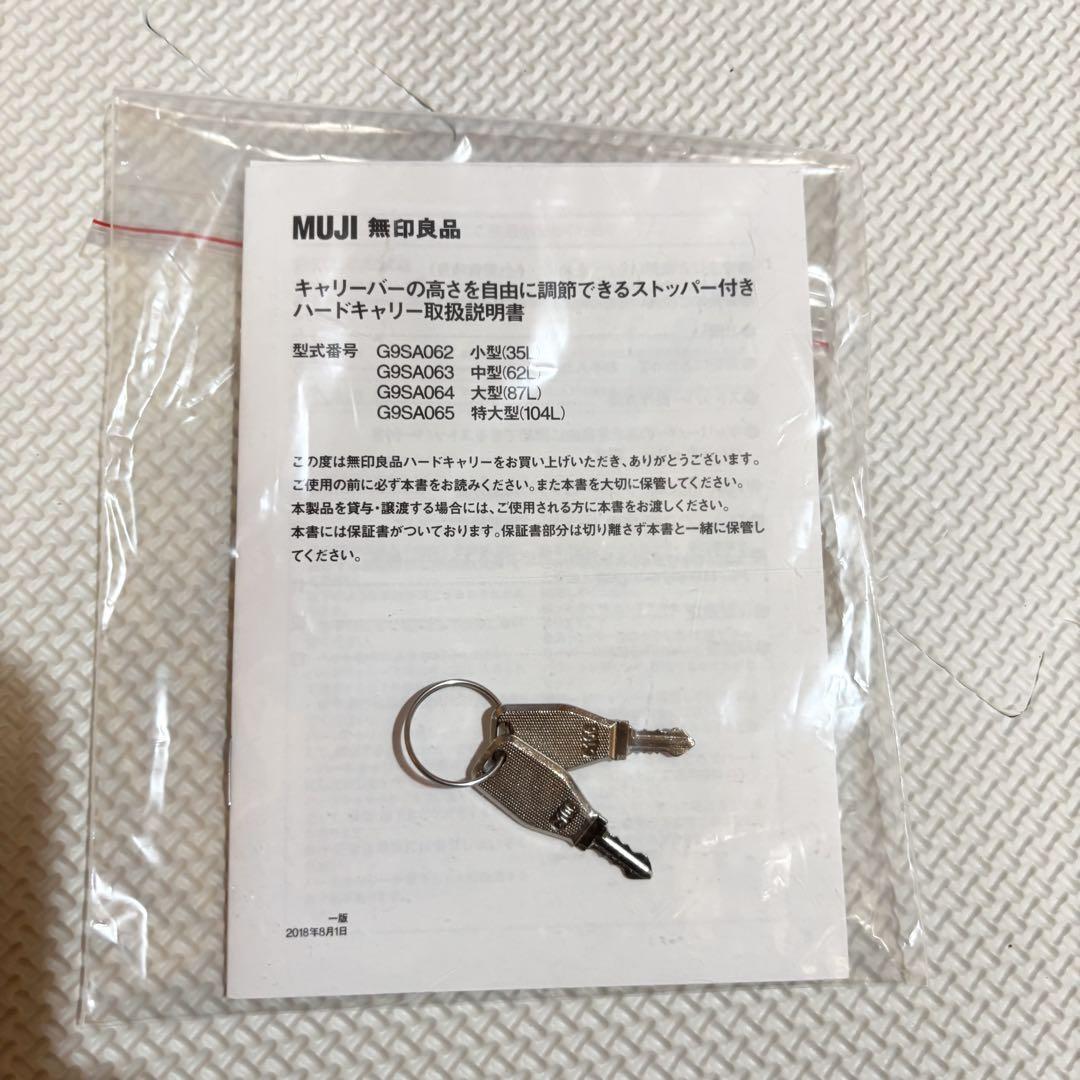 MUJI 無印良品
キャリーバーの高さを自由に調節できるストッパー付き
ハードキャリー取扱説明書
型式番号 G9SA062 小型(35L)
G9SA063 中型(62L)
G9SA064 大型(87L)
G9SA065 特大型(104L)
この度は無印良品ハードキャリーをお買い上げいただき、ありがとうございます。
ご使用の前に必ず本書をお読みください。また本書を大切に保管してください。
本製品を貸与・譲渡する場合には、ご使用される方に本書をお渡しください。
本書には保証書がついております。保証書部分は切り離さず本書と一緒に保管し
てください。
一版
2018年8月1日